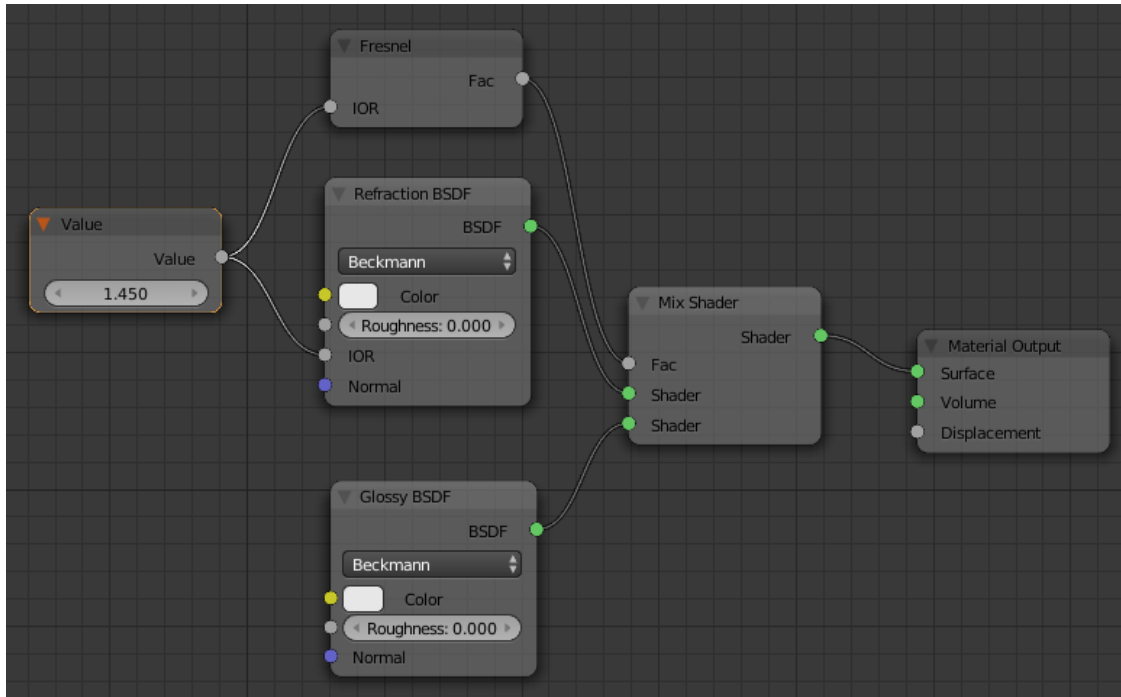 Fresnel
Fac
IOR
Value
Value
1.450
Refraction BSDF
BSDF
Beckmann
Color
Roughness: 0.000
IOR
Normal
Glossy BSDF
BSDF
Beckmann
Color
Roughness: 0.000
Normal
Mix Shader
Shader
Fac
Shader
Shader
Material Output
Surface
Volume
Displacement